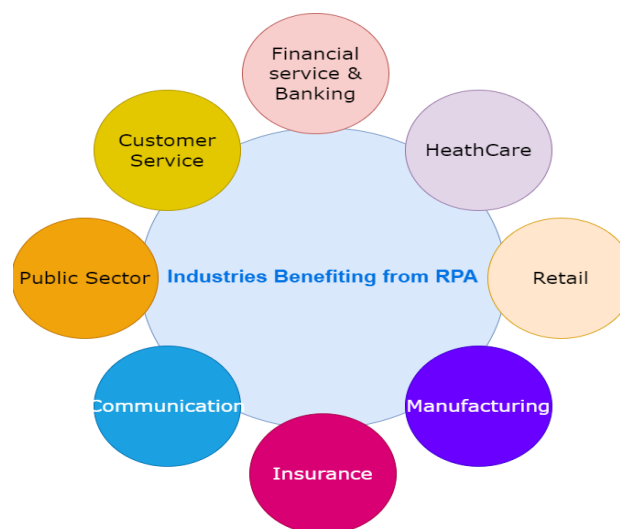 Financial
service &
Banking
Customer
Service
HeathCare
Public Sector
Industries Benefiting from RPA
Retail
Communication
Manufacturing
Insurance